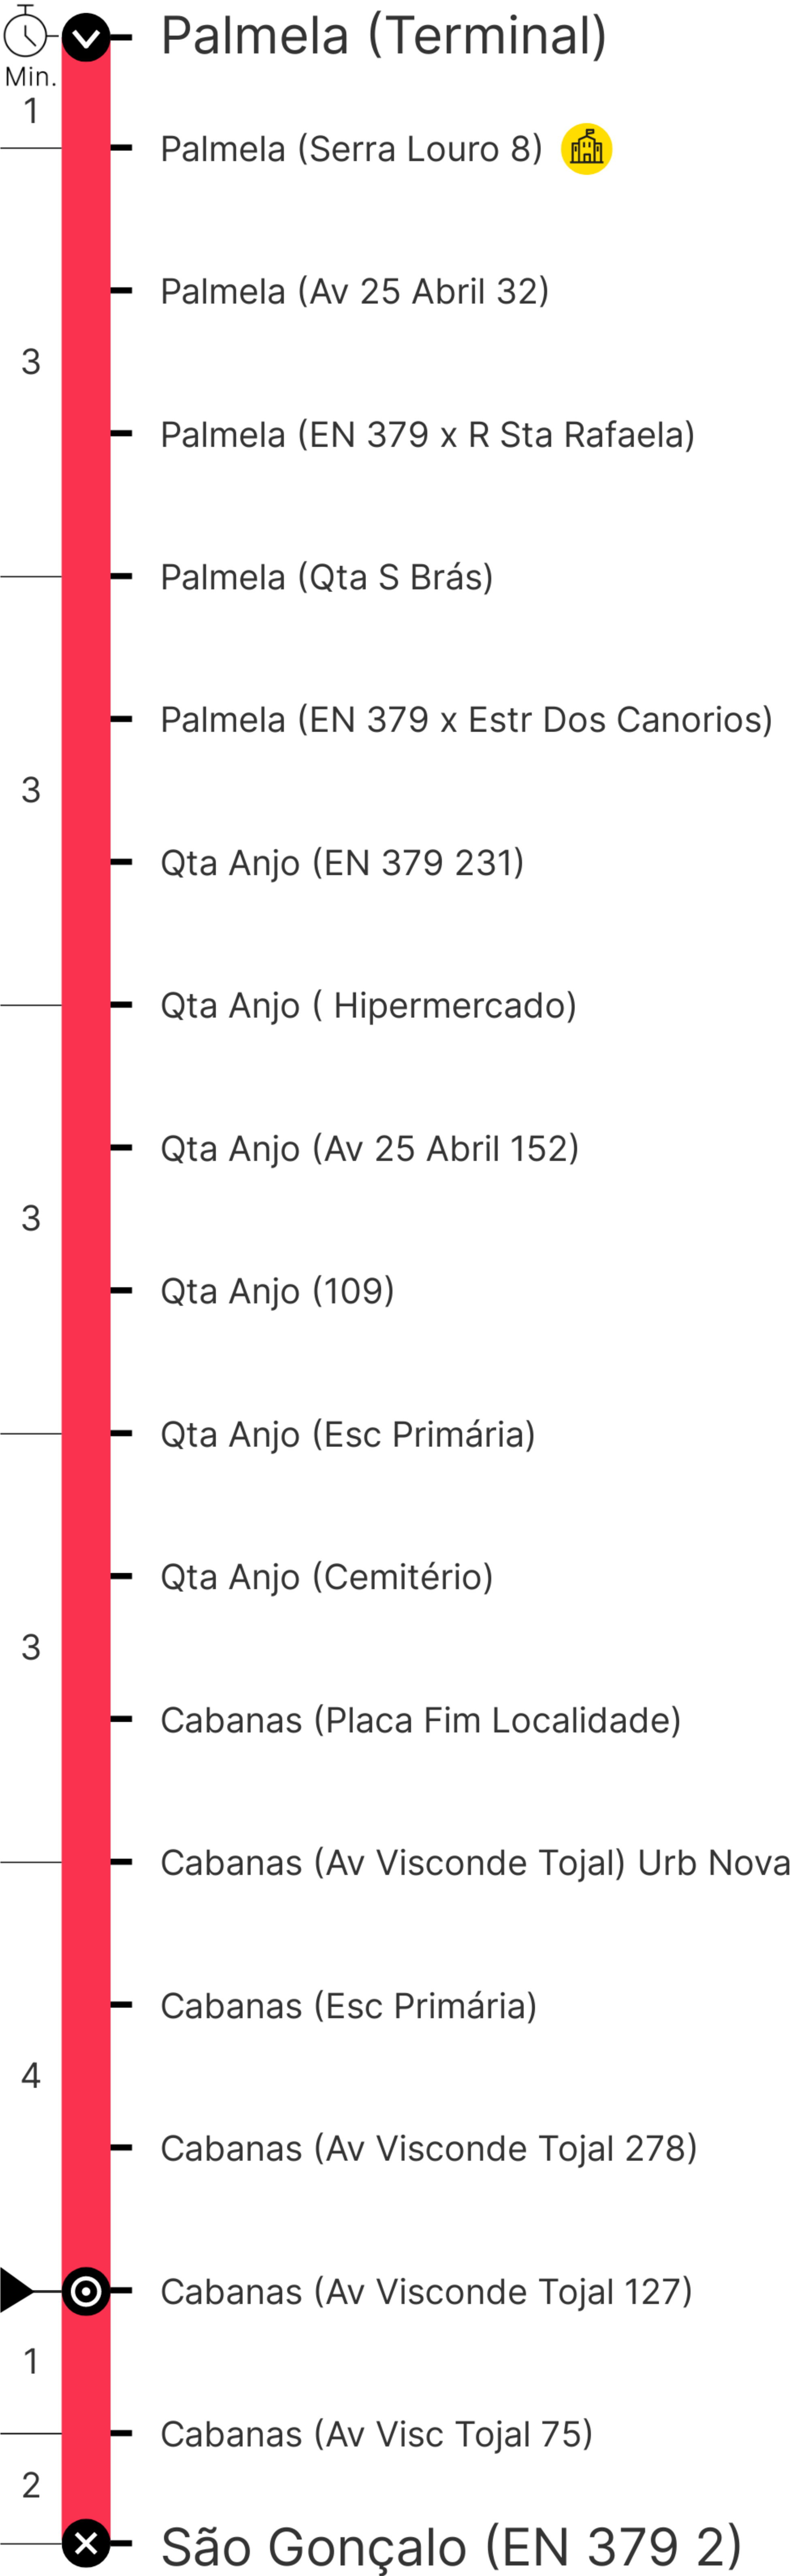 Palmela (Terminal)
Min.
1
Palmela (Serra Louro 8)
Palmela (Av 25 Abril 32)
3
Palmela (EN 379 x R Sta Rafaela)
Palmela (Qta S Brás)
Palmela (EN 379 x Estr Dos Canorios)
3
Qta Anjo (EN 379 231)
Qta Anjo ( Hipermercado)
Qta Anjo (Av 25 Abril 152)
3
Qta Anjo (109)
Qta Anjo (Esc Primária)
Qta Anjo (Cemitério)
3
Cabanas (Placa Fim Localidade)
Cabanas (Av Visconde Tojal) Urb Nova
Cabanas (Esc Primária)
4
Cabanas (Av Visconde Tojal 278)
Cabanas (Av Visconde Tojal 127)
1
Cabanas (Av Visc Tojal 75)
2
São Gonçalo (EN 379 2)